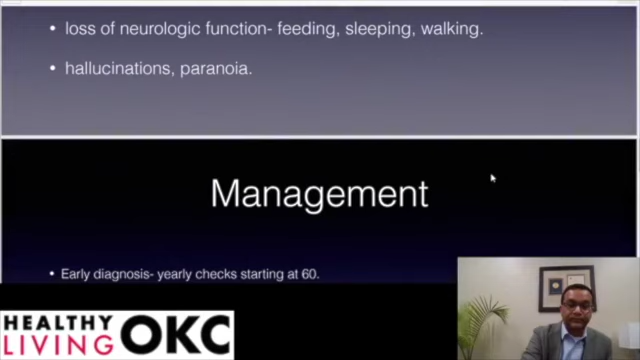 • loss of neurologic function- feeding, sleeping, walking.
• hallucinations, paranoia.
Management
• Early diagnosis- yearly checks starting at 60.
HEALTHY
LIVING OKC